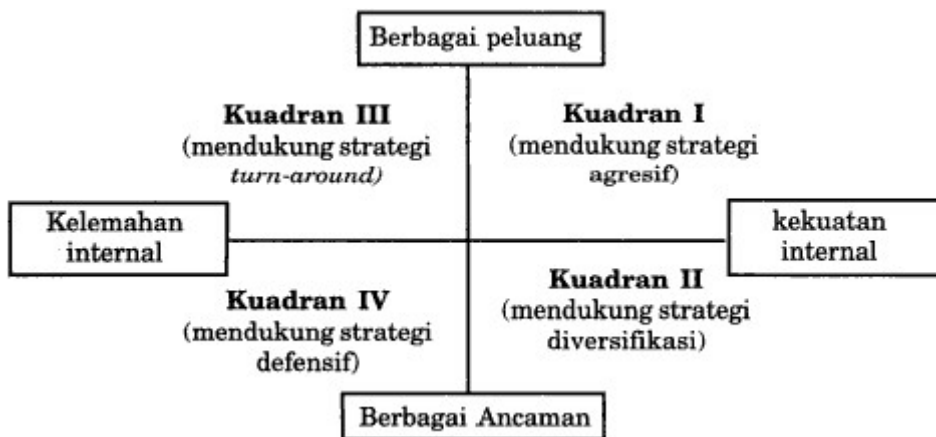 Berbagai peluang
Kuadran III
(mendukung strategi
turn-around)
Kuadran I
(mendukung strategi
agresif)
Kelemahan
internal
kekuatan
internal
Kuadran IV
(mendukung strategi
defensif)
Kuadran II
(mendukung strategi
diversifikasi)
Berbagai Ancaman